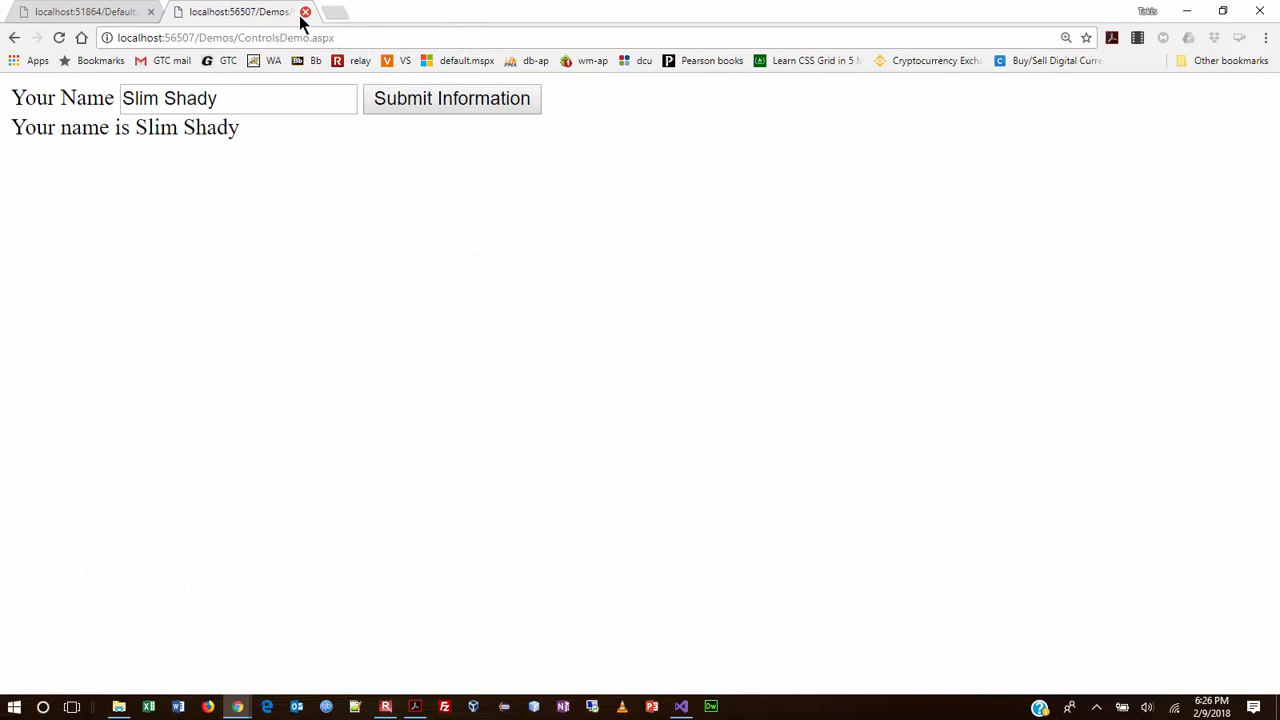 localhost:51864/Default.
localhost:56507/Demos/
Takis
localhost:56507/Demos/ControlsDemo.aspx
Apps Bookmarks GTC mail GTC WA Bb relay VS default.mspx db-ap wm-ap dcu Pearson books Learn CSS Grid in 5 M Cryptocurrency Exch Buy/Sell Digital Curre Other bookmarks
Your Name Slim Shady Submit Information
Your name is Slim Shady
6:26 PM
2/9/2018